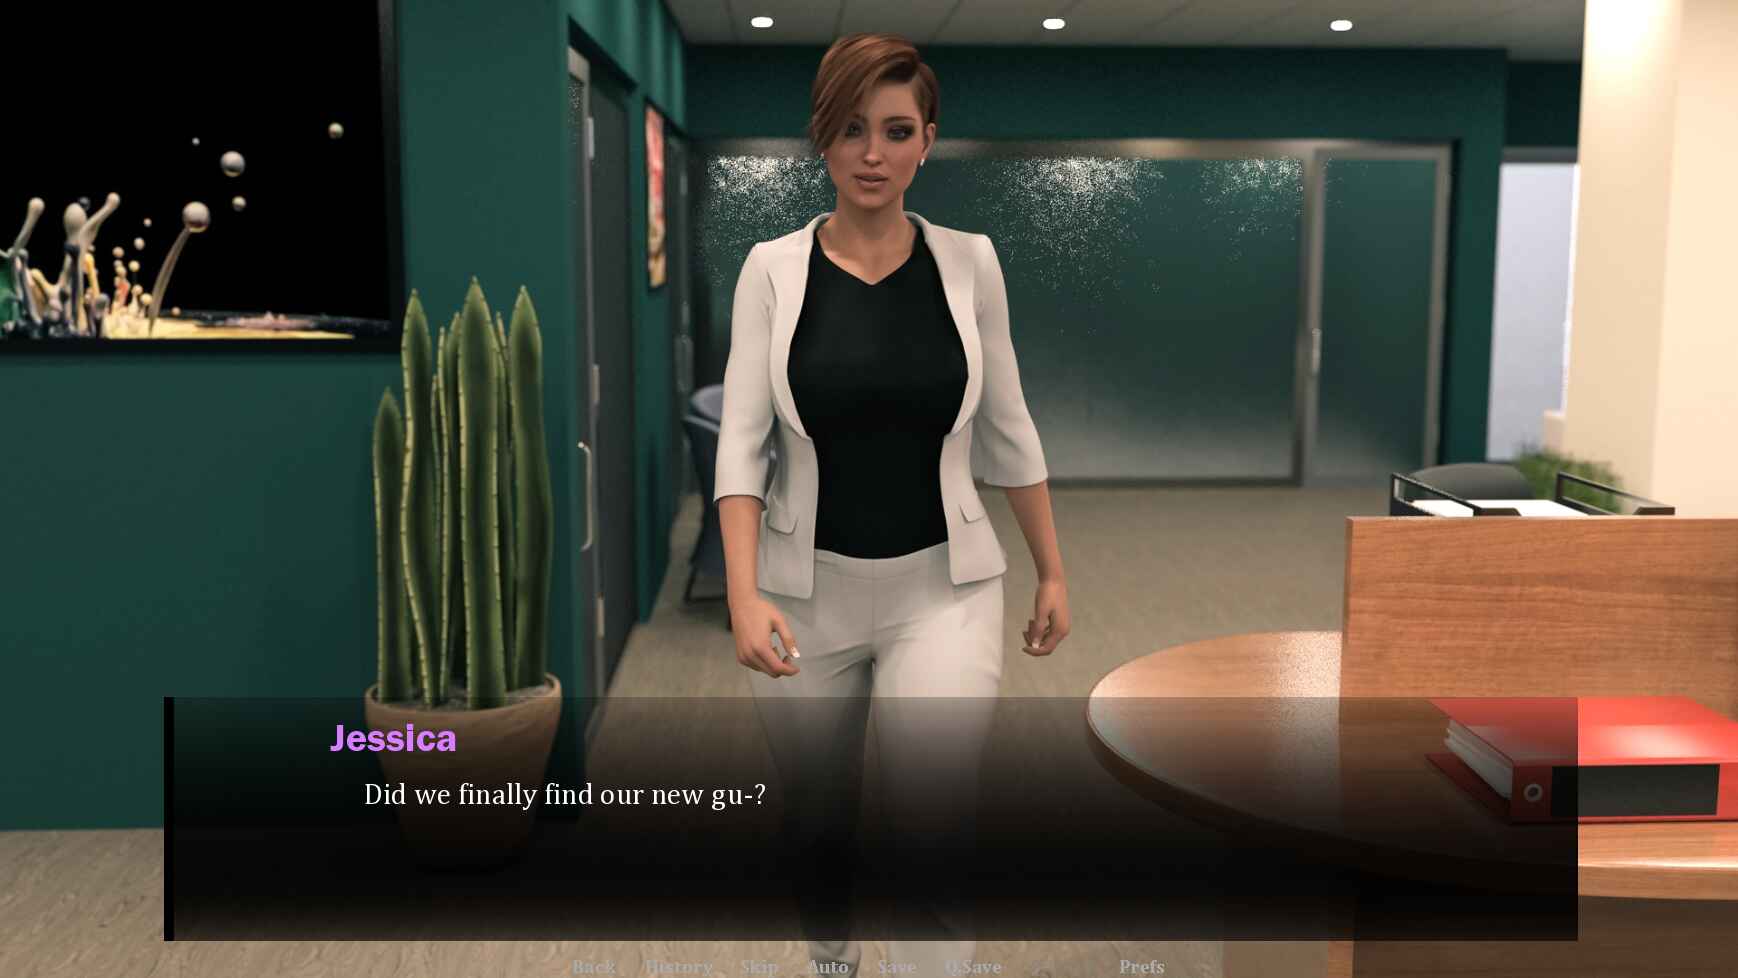 Jessica
Did we finally find our new gu-?
Back History Skip Auto Save Q.Save Prefs